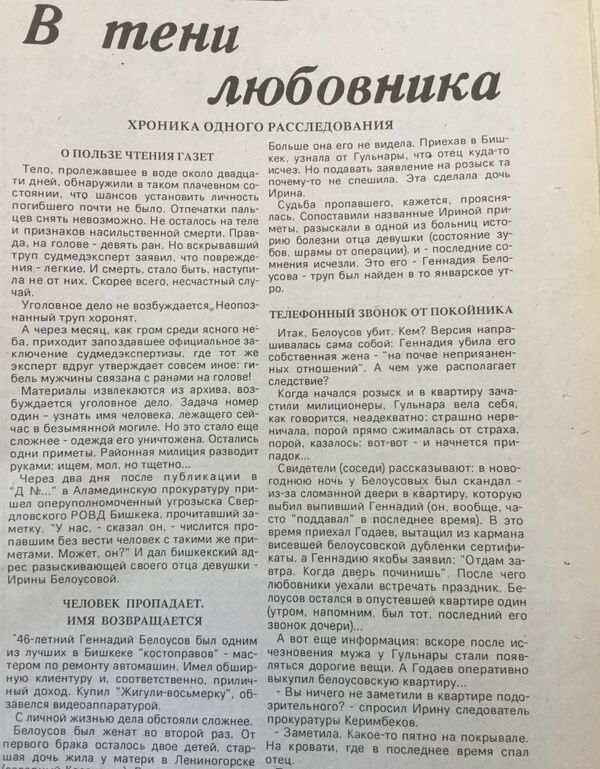 В тени
любовника
ХРОНИКА ОДНОГО РАССЛЕДОВАНИЯ
О ПОЛЬЗЕ ЧТЕНИЯ ГАЗЕТ
Тело, пролежавшее в воде около двадца-
ти дней, обнаружили в таком плачевном со-
стоянии, что шансов установить личность
погибшего почти не было. Отпечатки паль-
цев снять невозможно. Не осталось на теле
и признаков насильственной смерти. Прав-
да, на голове - девять ран. Но вскрывавший
труп судмедэксперт заявил, что поврежде-
ния - легкие. И смерть, стало быть, наступи-
ла не от них. Скорее всего, несчастный слу-
чай.
Уголовное дело не возбуждается. Неопо-
знанный труп хоронят.
А через месяц, как гром среди ясного не-
ба, приходит запоздавшее официальное за-
ключение судмедэкспертизы, где тот же
эксперт вдруг утверждает совсем иное: ги-
бель мужчины связана с ранами на голове!
Материалы извлекаются из архива, воз-
буждается уголовное дело. Задача номер
один - узнать имя человека, лежащего сей-
час в безымянной могиле. Но это стало еще
сложнее - одежда его уничтожена. Остались
одни приметы. Районная милиция разводит
руками: ищем, мол, но тщетно...
Через два дня после публикации в
"Д №..." в Аламединскую прокуратуру при-
шел оперуполномоченный угрозыска Свер-
дловского РОВД Бишкека, прочитавший за-
метку. "У нас, - сказал он, - числится про-
павшим без вести человек с такими же при-
метами. Может, он?" И дал бишкекский ад-
рес разыскивающей своего отца девушки -
Ирины Белоусовой.
ЧЕЛОВЕК ПРОПАДАЕТ.
ИМЯ ВОЗВРАЩАЕТСЯ
46-летний Геннадий Белоусов был одним
из лучших в Бишкеке "костоправов" - мас-
тером по ремонту автомашин. Имел обшир-
ную клиентуру и, соответственно, прилич-
ный доход. Купил "Жигули-восьмерку", об-
завелся видеоаппаратурой.
С личной жизнью дела обстояли сложнее.
Белоусов был женат во второй раз. От
первого брака осталось двое детей, стар-
шая дочь жила у матери в Лениногорске
Больше она его не видела. Приехав в Биш-
кек, узнала от Гульнары, что отец куда-то
исчез. Но подавать заявление на розыск та
почему-то не спешила. Это сделала дочь
Ирина.
Судьба пропавшего, кажется, проясня-
лась. Сопоставили названные Ириной при-
меты, разыскали в одной из больниц исто-
рию болезни отца девушки (состояние зу-
бов, шрамы от операции), и - последние со-
мнения исчезли. Это его - Геннадия Бело-
усова - труп был найден в то январское ут-
ро.
ТЕЛЕФОННЫЙ ЗВОНОК ОТ ПОКОЙНИКА
Итак, Белоусов убит. Кем? Версия напра-
шивалась сама собой: Геннадия убила его
собственная жена - "на почве неприязнен-
ных отношений". А чем уже располагает
следствие?
Когда начался розыск и в квартиру зача-
стили милиционеры, Гульнара вела себя,
как говорится, неадекватно: страшно нерв-
ничала, порой прямо сжималась от страха,
порой, казалось: вот-вот - и начнется при-
падок...
Свидетели (соседи) рассказывают: в ново-
годнюю ночь у Белоусовых был скандал -
из-за сломанной двери в квартиру, которую
выбил выпивший Геннадий (он, вообще, ча-
сто "поддавал" в последнее время). В это
время приехал Годаев, вытащил из кармана
висевшей белоусовской дубленки сертифи-
каты, а Геннадию якобы заявил: "Отдам за-
втра. Когда дверь починишь". После чего
любовники уехали встречать праздник. Бе-
лоусов остался в опустевшей квартире один
(утром, напомним, был тот, последний его
звонок дочери)...
А вот еще информация: вскоре после ис-
чезновения мужа у Гульнары стали появ-
ляться дорогие вещи. А Годаев оперативно
выкупил белоусовскую квартиру...
- Вы ничего не заметили в квартире подо-
зрительного? - спросил Ирину следователь
прокуратуры Керимбеков.
- Заметила. Какое-то пятно на покрывале.
На кровати, где в последнее время спал
отец.